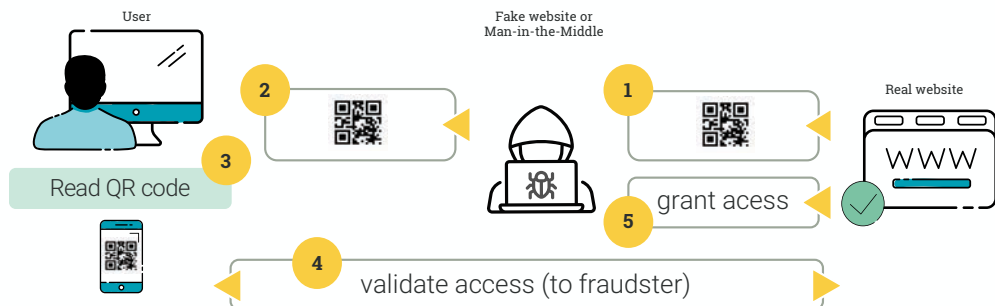 User
Fake website or
Man-in-the-Middle
2
1
Real website
WWW
3
Read QR code
grant acess
5
4
validate access (to fraudster)